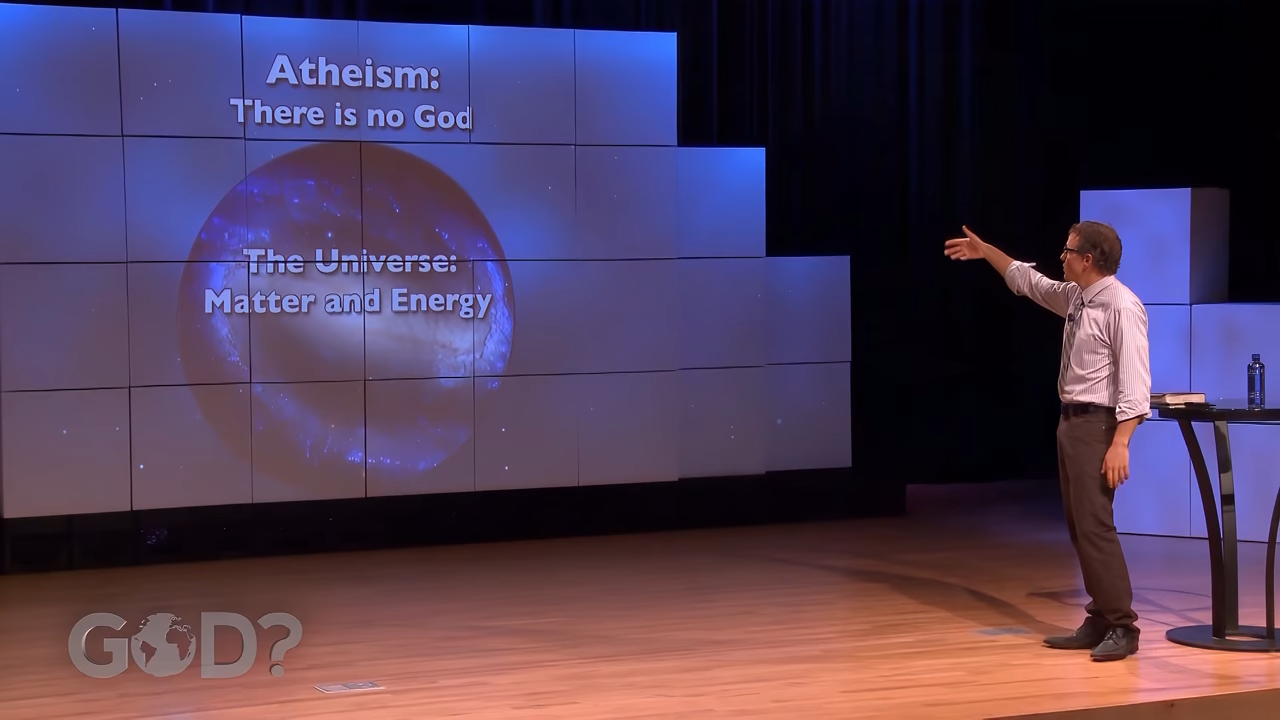 Atheism:
There is no God
The Universe:
Matter and Energy
GOD?